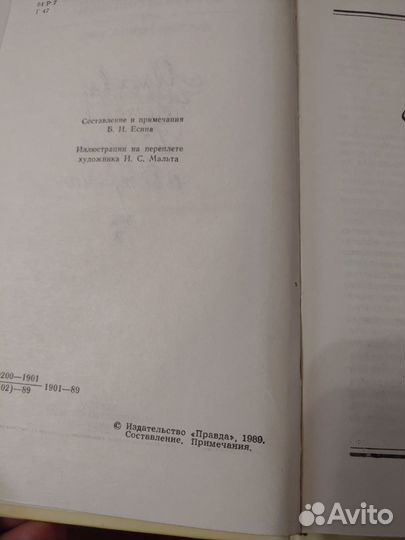 84 Р 7
Г 47
Составление и примечания
Б. И. Есина
Иллюстрации на переплете
художника И. С. Мальта
0200—1901
02)—89
1901—89
© Издательство «Правда», 1989.
Составление. Примечания.
Avito